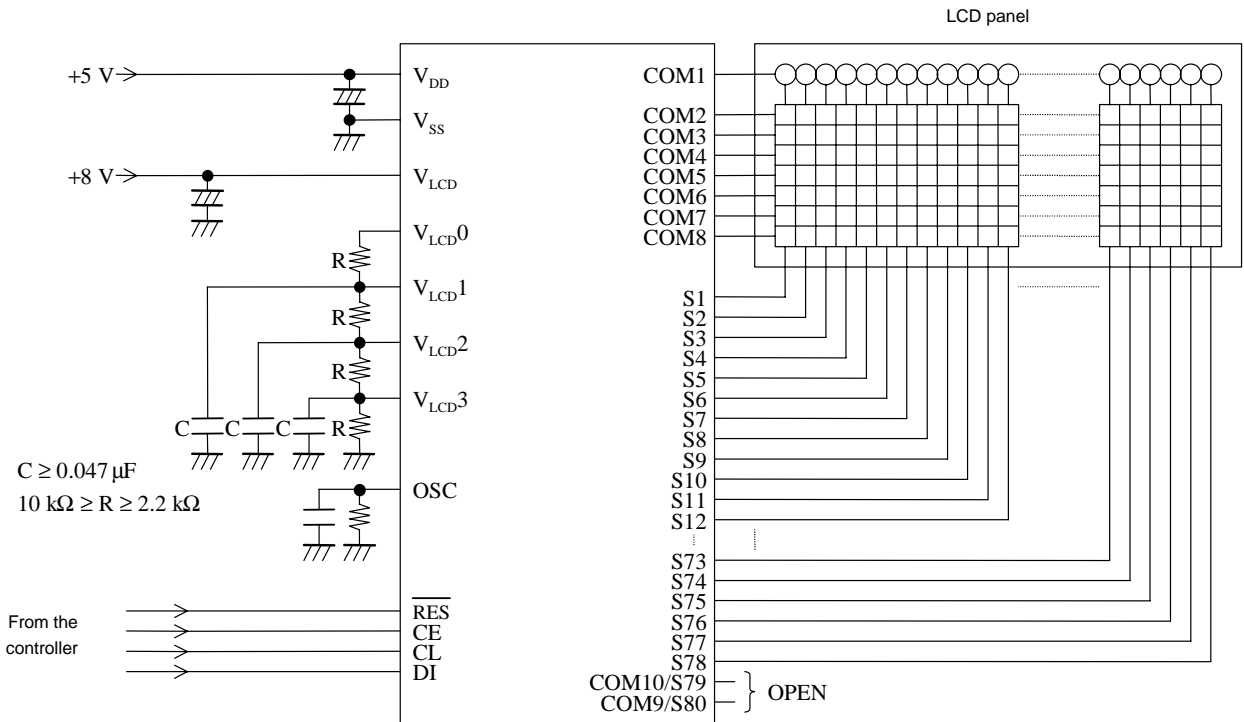 LCD panel
+5 V
V_DD
COM1
V_SS
COM2
COM3
COM4
COM5
COM6
COM7
COM8
+8 V
V_LCD
V_LCD0
R
V_LCD1
R
V_LCD2
R
V_LCD3
C
C
C
R
C ≥ 0.047 µF
10 kΩ ≥ R ≥ 2.2 kΩ
OSC
S1
S2
S3
S4
S5
S6
S7
S8
S9
S10
S11
S12
S73
S74
S75
S76
S77
S78
COM10/S79
COM9/S80
OPEN
From the
controller
R̅E̅S̅
CE
CL
DI